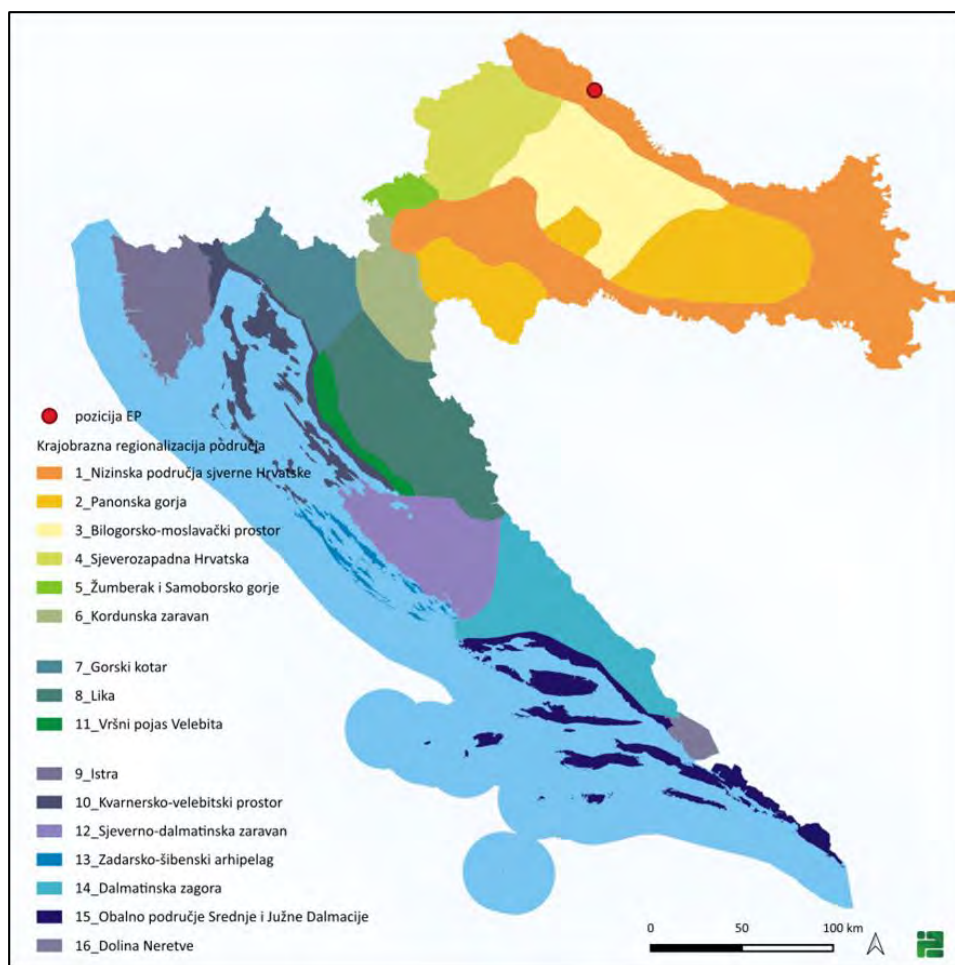 pozicija EP
Krajobrazna regionalizacija područja
1_Nizinska područja sjverne Hrvatske
2_Panonska gorja
3_Bilogorsko-moslavački prostor
4_Sjeverozapadna Hrvatska
5_Žumberak i Samoborsko gorje
6_Kordunska zaravan
7_Gorski kotar
8_Lika
11_Vršni pojas Velebita
9_Istra
10_Kvarnersko-velebitski prostor
12_Sjeverno-dalmatinska zaravan
13_Zadarsko-šibenski arhipelag
14_Dalmatinska zagora
15_Obalno područje Srednje i Južne Dalmacije
16_Dolina Neretve
0 50 100 km